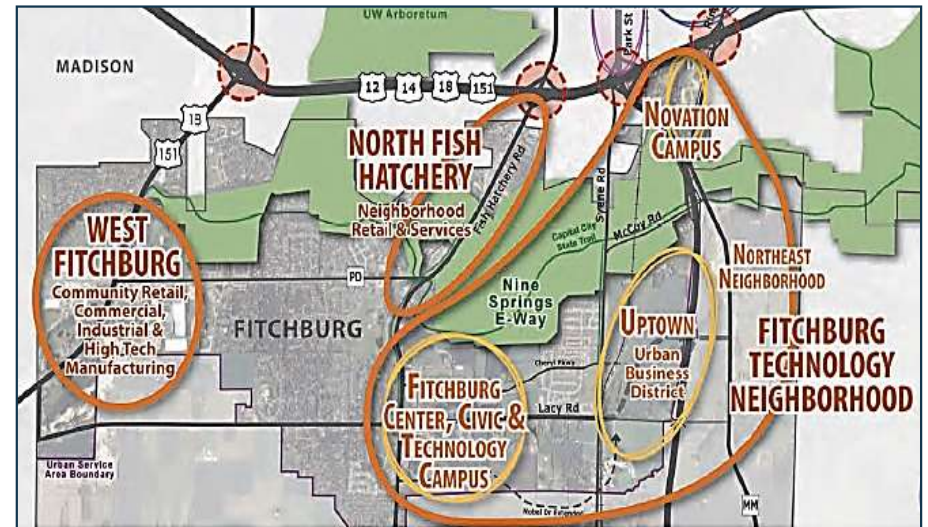 UW Arboretum
MADISON
Park St
12 14 18 151
18
151
NORTH FISH
HATCHERY
Neighborhood
Retail & Services
Fish Hatchery Rd
NOVATION
CAMPUS
Syene Rd
Capital City
State Trail
McCoy Rd
WEST
FITCHBURG
Community Retail,
Commercial,
Industrial &
High Tech
Manufacturing
PD
Nine
Springs
E-Way
NORTHEAST
NEIGHBORHOOD
FITCHBURG
UPTOWN
Urban
Business
District
FITCHBURG
TECHNOLOGY
NEIGHBORHOOD
Cheryl Pkwy
FITCHBURG
CENTER, CIVIC &
TECHNOLOGY
CAMPUS
Lacy Rd
Urban Service
Area Boundary
Nobel Dr Extended
MM